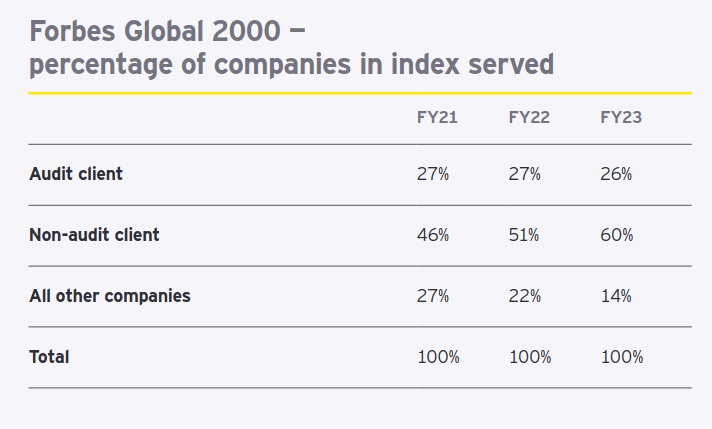 Forbes Global 2000 –
percentage of companies in index served
FY21 FY22 FY23
Audit client 27% 27% 26%
Non-audit client 46% 51% 60%
All other companies 27% 22% 14%
Total 100% 100% 100%